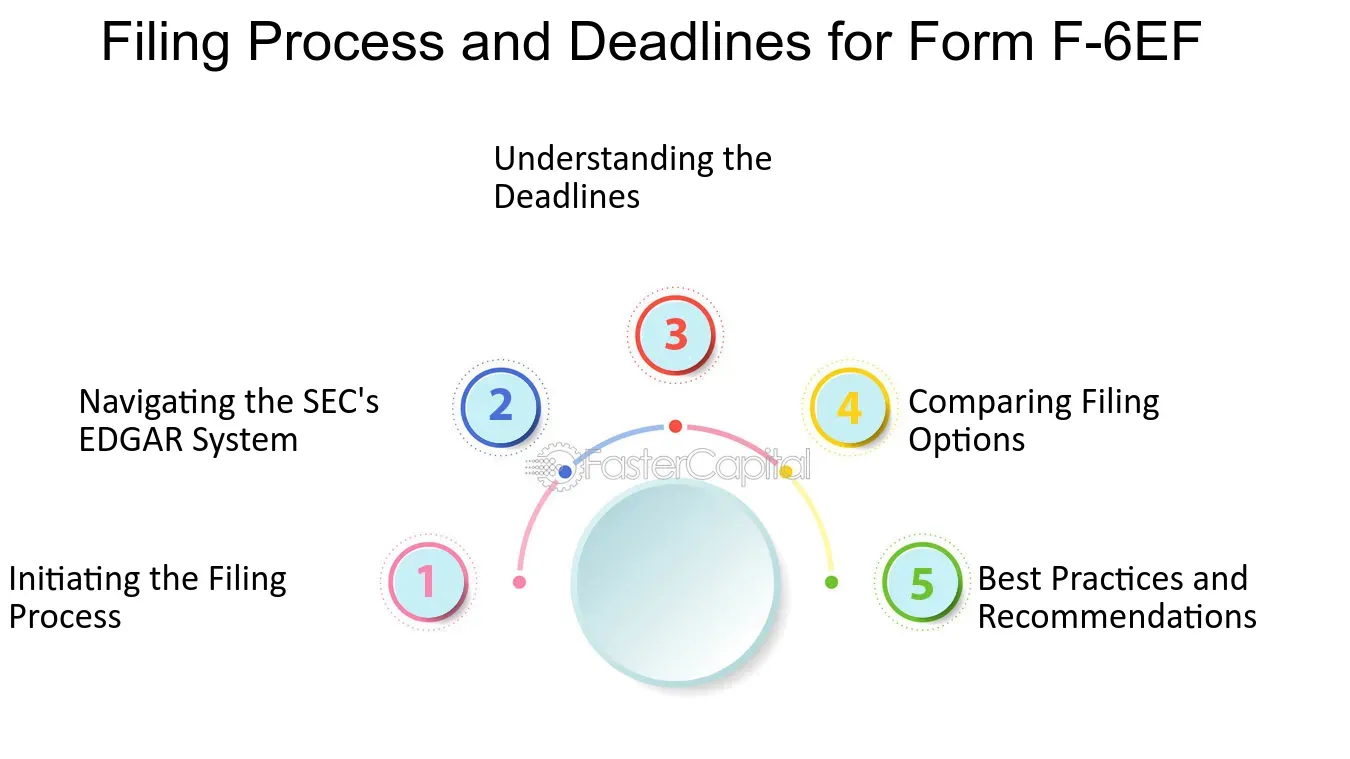 Filing Process and Deadlines for Form F-6EF
Understanding the
Deadlines
3
2
4
Navigating the SEC's
EDGAR System
Comparing Filing
Options
FasterCapital
1
5
Initiating the Filing
Process
Best Practices and
Recommendations